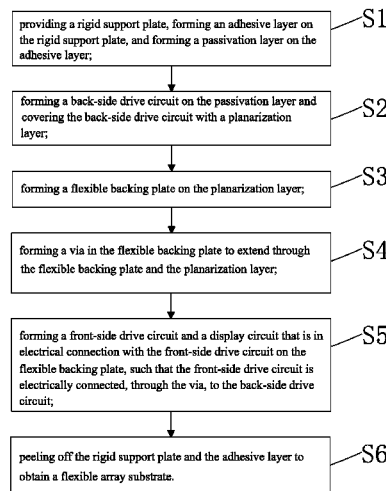 providing a rigid support plate, forming an adhesive layer on
the rigid support plate, and forming a passivation layer on
the adhesive layer;
S1
forming a back-side drive circuit on the passivation layer and
covering the back-side drive circuit with a planarization
layer;
S2
forming a flexible backing plate on the planarization layer;
S3
forming a via in the flexible backing plate to extend through
the flexible backing plate and the planarization layer;
S4
forming a front-side drive circuit and a display circuit that is in
electrical connection with the front-side drive circuit on the
flexible backing plate, such that the front-side drive circuit is
electrically connected, through the via, to the back-side drive
circuit;
S5
peeling off the rigid support plate and the adhesive layer to
obtain a flexible array substrate.
S6